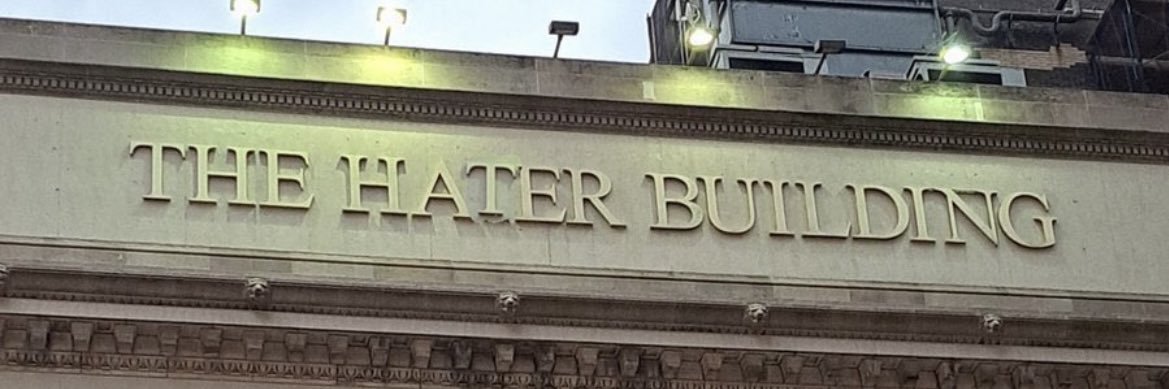 THE HATER BUILDING